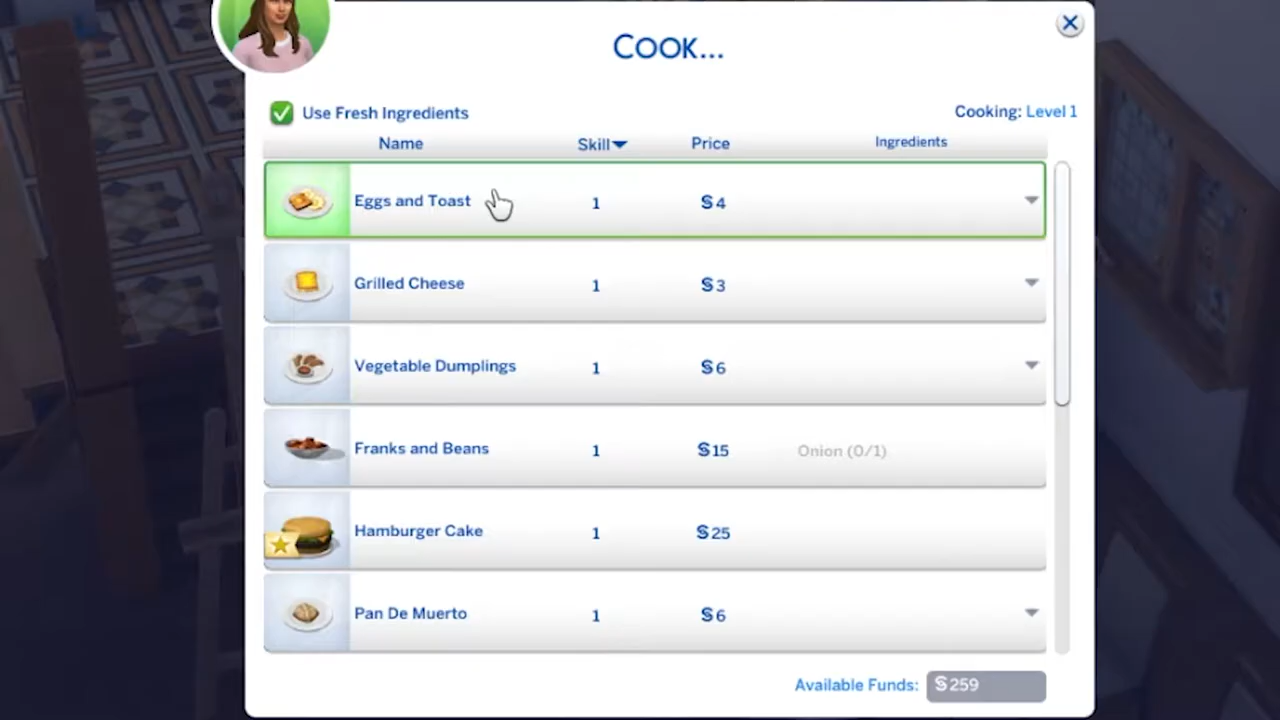 COOK...
Use Fresh Ingredients
Cooking: Level 1
Name Skill Price Ingredients
Eggs and Toast 1 §4
Grilled Cheese 1 §3
Vegetable Dumplings 1 §6
Franks and Beans 1 §15 Onion (0/1)
Hamburger Cake 1 §25
Pan De Muerto 1 §6
Available Funds: §259